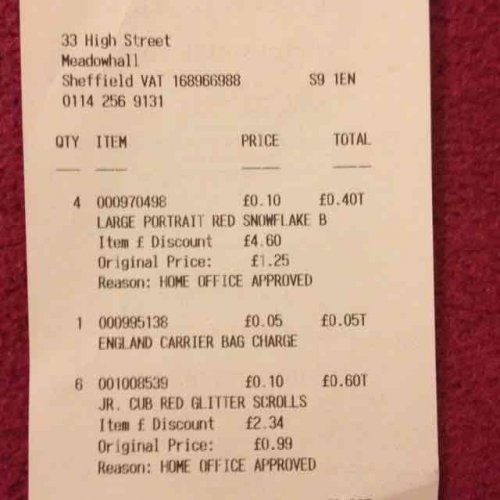 33 High Street
Meadowhall
Sheffield VAT 168966988 S9 1EN
0114 256 9131
QTY ITEM PRICE TOTAL
4 000970498 £0.10 £0.40T
LARGE PORTRAIT RED SNOWFLAKE B
Item £ Discount £4.60
Original Price: £1.25
Reason: HOME OFFICE APPROVED
1 000995138 £0.05 £0.05T
ENGLAND CARRIER BAG CHARGE
6 001008539 £0.10 £0.60T
JR. CUB RED GLITTER SCROLLS
Item £ Discount £2.34
Original Price: £0.99
Reason: HOME OFFICE APPROVED